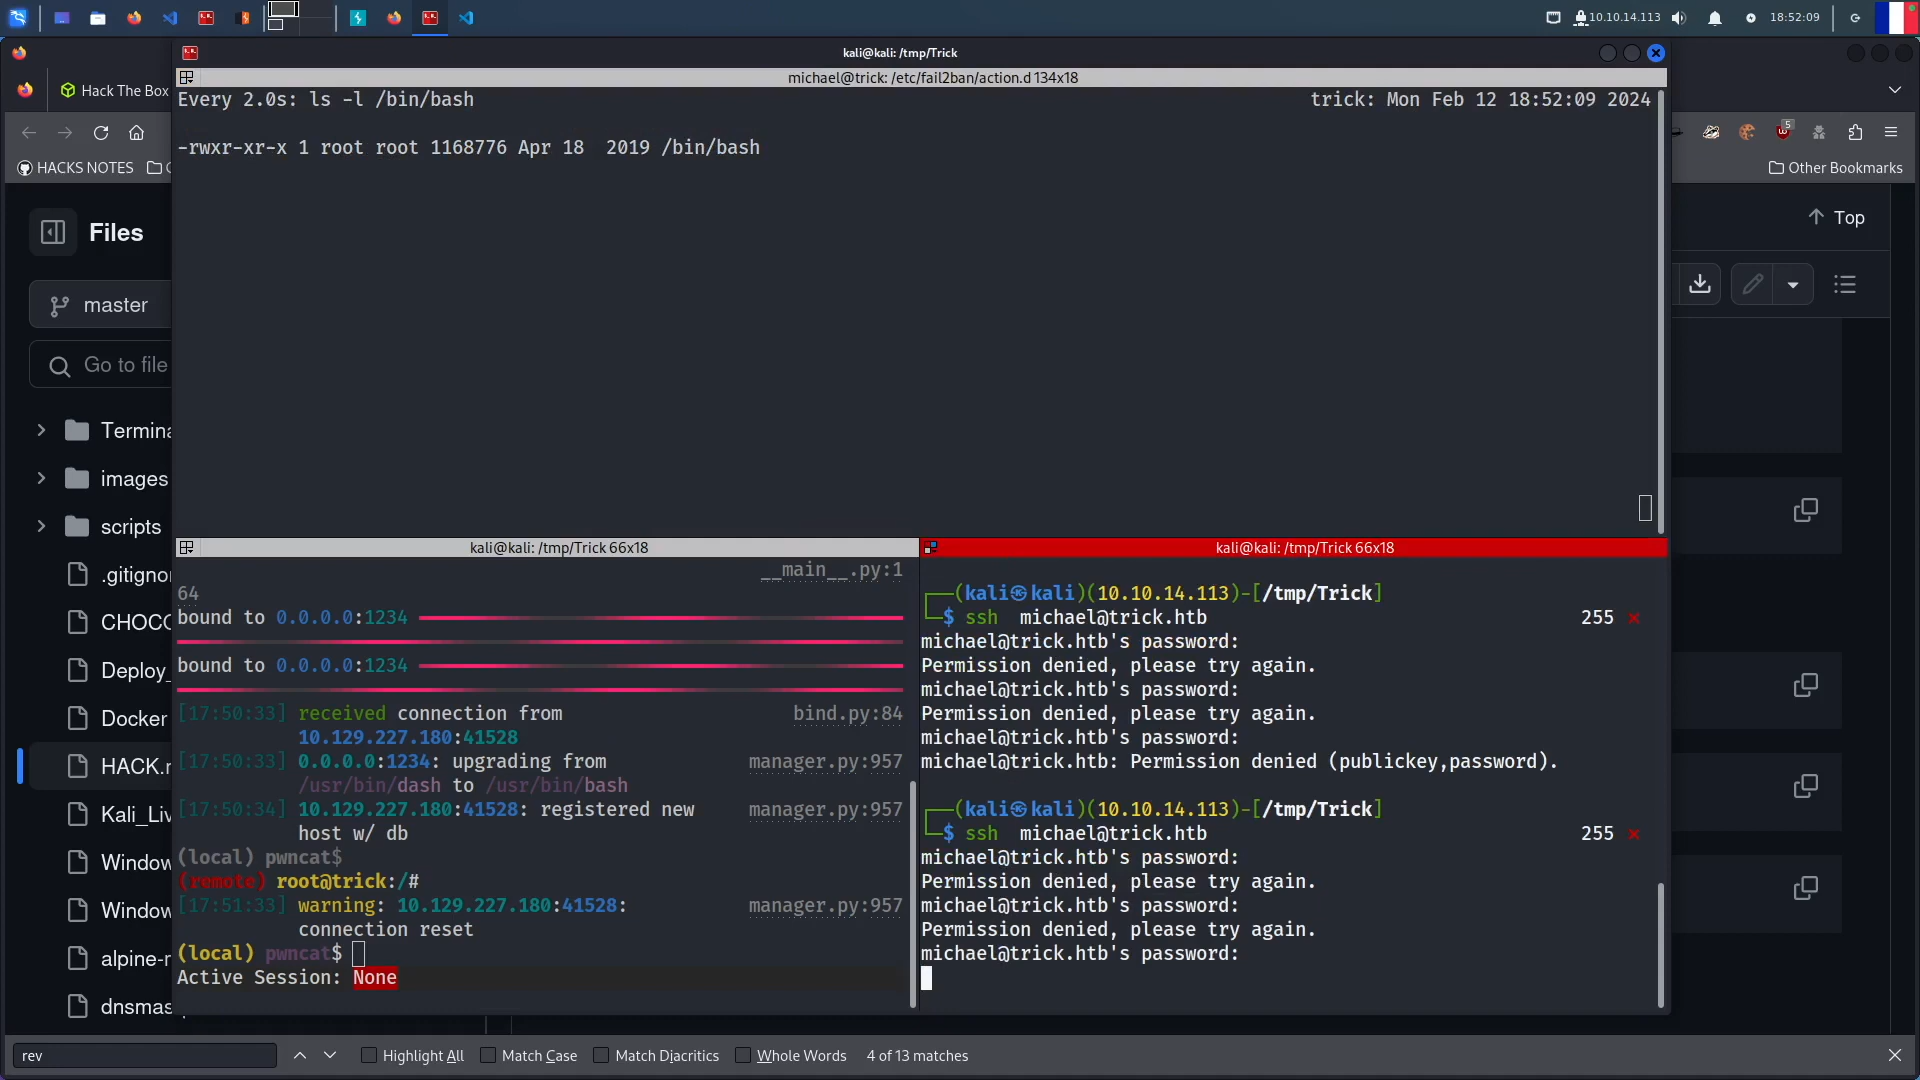 10.10.14.113
18:52:09
kali@kali: /tmp/Trick
Hack The Box
HACKS NOTES
5
Other Bookmarks
Files
master
Go to file
images
scripts
Docker
Top
michael@trick: /etc/fail2ban/action.d 134x18
Every 2.0s: ls -l /bin/bash
trick: Mon Feb 12 18:52:09 2024
-rwxr-xr-x 1 root root 1168776 Apr 18  2019 /bin/bash
kali@kali: /tmp/Trick 66x18
__main__.py:1
64
bound to 0.0.0.0:1234
bound to 0.0.0.0:1234
[17:50:33] received connection from bind.py:84
10.129.227.180:41528
[17:50:33] 0.0.0.0:1234: upgrading from manager.py:957
/usr/bin/dash to /usr/bin/bash
[17:50:34] 10.129.227.180:41528: registered new manager.py:957
host w/ db
(local) pwncat$
(remote) root@trick:/#
[17:51:33] warning: 10.129.227.180:41528: manager.py:957
connection reset
(local) pwncat$
Active Session: None
kali@kali: /tmp/Trick 66x18
(kali㉿kali)(10.10.14.113)-[/tmp/Trick]
$ ssh  michael@trick.htb 255 ⨯
michael@trick.htb's password:
Permission denied, please try again.
michael@trick.htb's password:
Permission denied, please try again.
michael@trick.htb's password:
michael@trick.htb: Permission denied (publickey,password).
(kali㉿kali)(10.10.14.113)-[/tmp/Trick]
$ ssh  michael@trick.htb 255 ⨯
michael@trick.htb's password:
Permission denied, please try again.
michael@trick.htb's password:
Permission denied, please try again.
michael@trick.htb's password:
rev
Highlight All
Match Case
Match Diacritics
Whole Words
4 of 13 matches